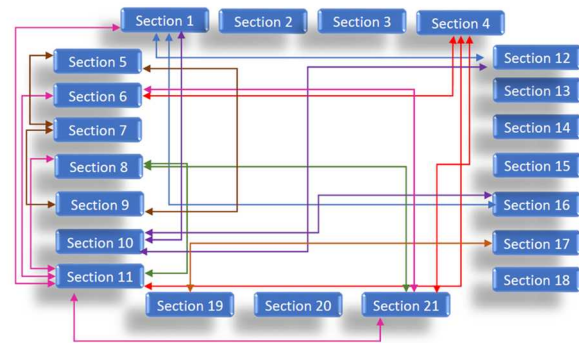 Section 1
Section 2
Section 3
Section 4
Section 5
Section 6
Section 7
Section 8
Section 9
Section 10
Section 11
Section 12
Section 13
Section 14
Section 15
Section 16
Section 17
Section 18
Section 19
Section 20
Section 21